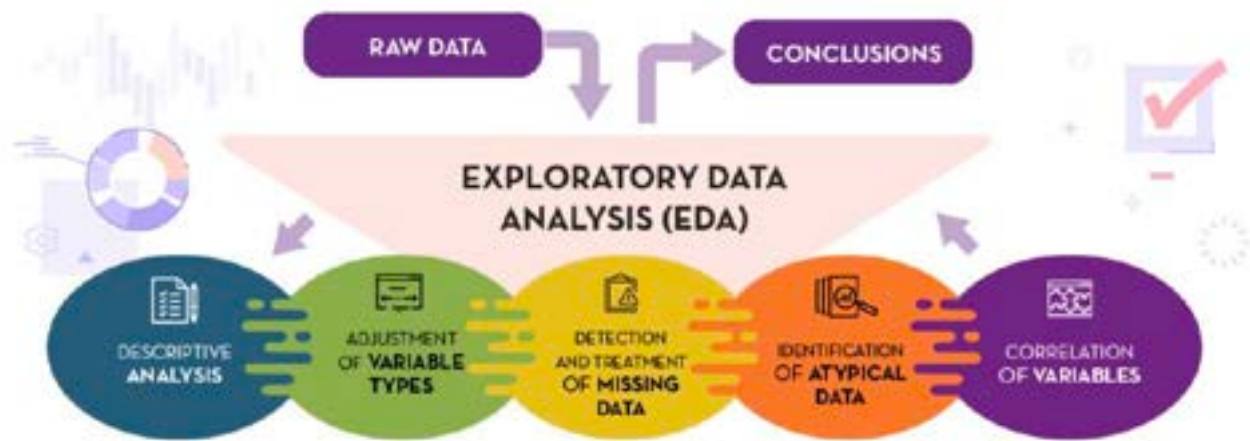 RAW DATA
CONCLUSIONS
EXPLORATORY DATA
ANALYSIS (EDA)
DESCRIPTIVE
ANALYSIS
ADJUSTMENT
OF VARIABLE
TYPES
DETECTION
AND TREATMENT
OF MISSING
DATA
IDENTIFICATION
OF ATYPICAL
DATA
CORRELATION
OF VARIABLES